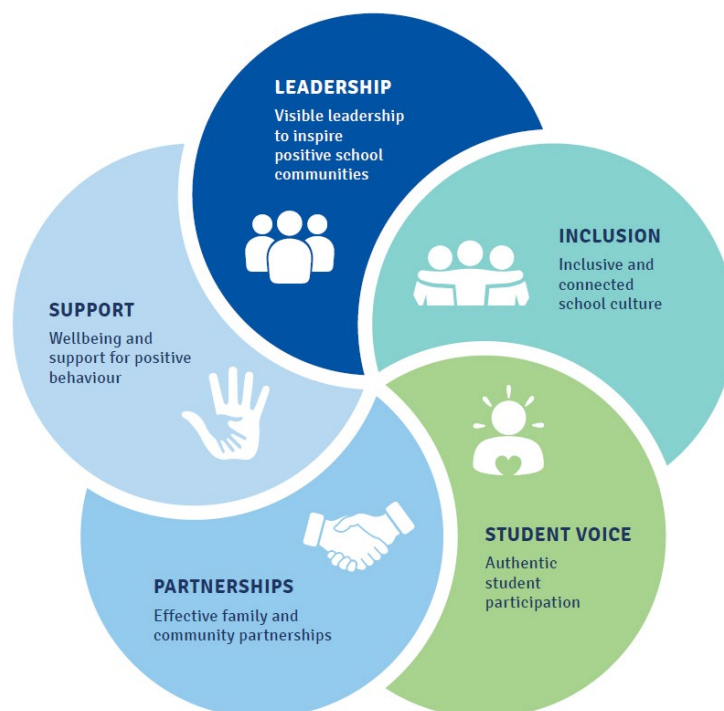 LEADERSHIP
Visible leadership
to inspire
positive school
communities
INCLUSION
Inclusive and
connected
school culture
SUPPORT
Wellbeing and
support for positive
behaviour
STUDENT VOICE
Authentic
student
participation
PARTNERSHIPS
Effective family and
community partnerships